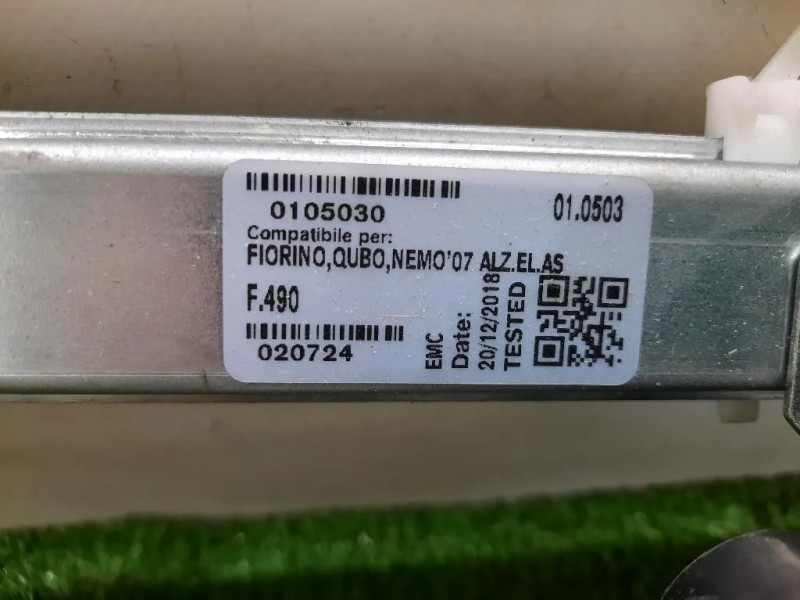 0105030
01.0503
Compatibile per:
FIORINO,QUBO,NEMO'07 ALZ.EL.AS
F.490
020724
EMC
Date:
20/12/2018
TESTED